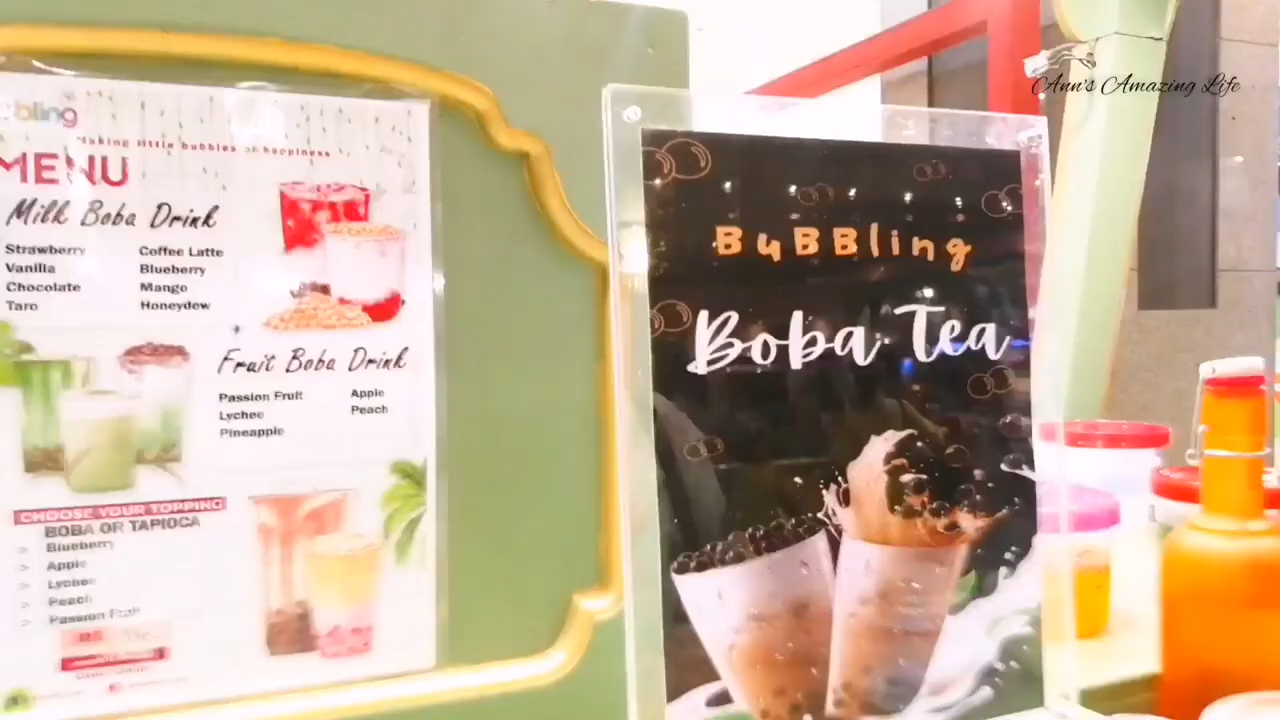 bling
Making little bubbles of happiness
MENU
Milk Boba Drink
Strawberry Coffee Latte
Vanilla Blueberry
Chocolate Mango
Taro Honeydew
Fruit Boba Drink
Passion Fruit Apple
Lychee Peach
Pineapple
CHOOSE YOUR TOPPING
BOBA OR TAPIOCA
> Blueberry
> Apple
> Lychee
> Peach
> Passion Fruit
BuBBling
Boba Tea
Ann's Amazing Life